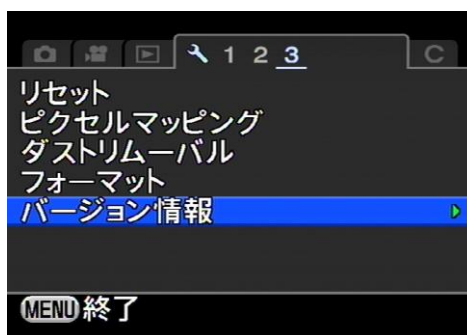 1 2 3 C
リセット
ピクセルマッピング
ダストリムーバル
フォーマット
バージョン情報
MENU 終了